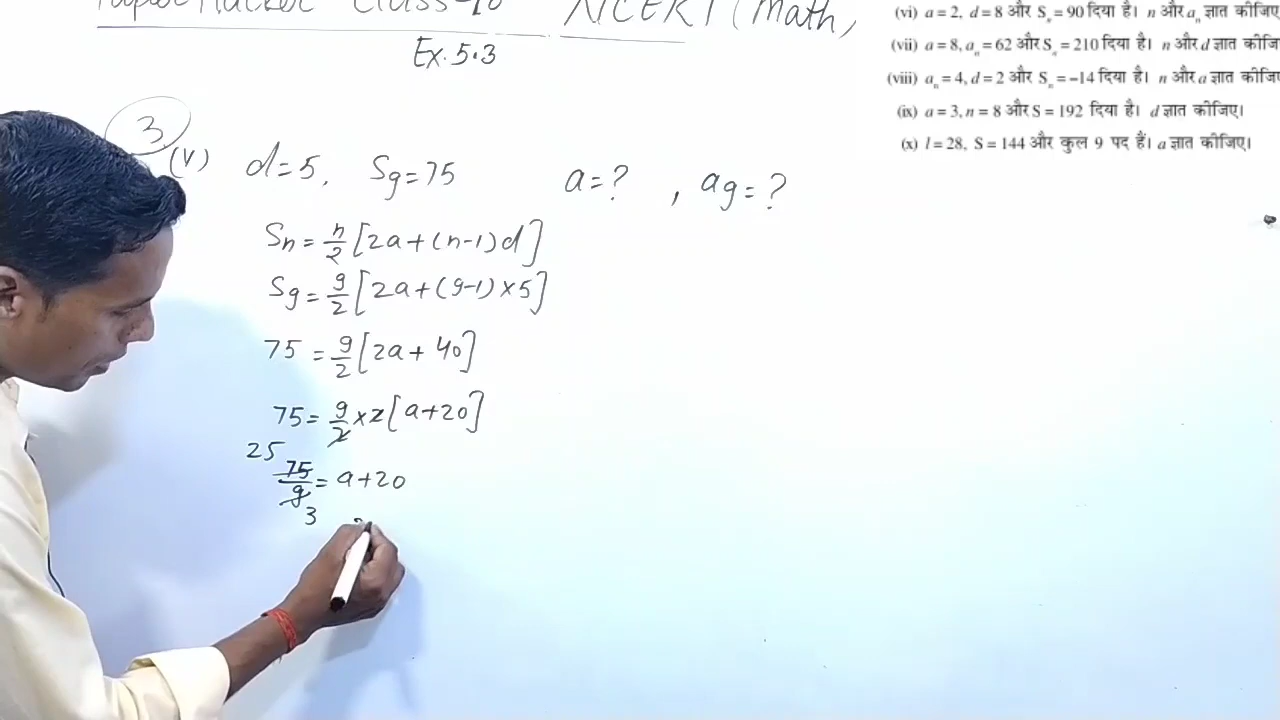 Class-10 NCERT (Math)
Ex. 5.3
3
(v) d=5, S9=75 a=? , a9=?
Sn = n/2 [2a+(n-1)d]
S9 = 9/2 [2a+(9-1)×5]
75 = 9/2 [2a+40]
75 = 9/2 ×2[a+20]
25
75/9 = a+20
3
(vi) a = 2, d = 8 और Sn = 90 दिया है। n और an ज्ञात कीजिए
(vii) a = 8, an = 62 और Sn = 210 दिया है। n और d ज्ञात
(viii) an = 4, d = 2 और Sn = –14 दिया है। n और a ज्ञात
(ix) a = 3, n = 8 और S = 192 दिया है। d ज्ञात कीजिए।
(x) l = 28, S = 144 और कुल 9 पद हैं। a ज्ञात कीजिए।